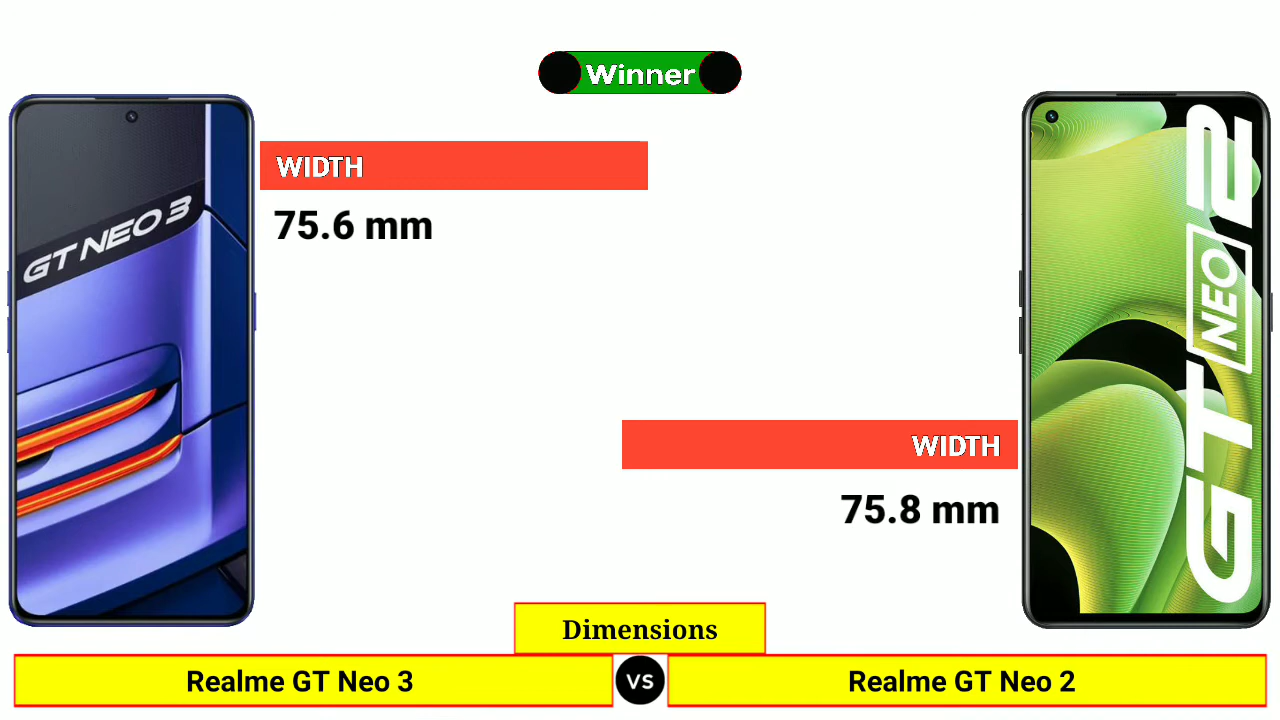 Winner
WIDTH
75.6 mm
GT NEO 3
GT NEO 2
WIDTH
75.8 mm
Dimensions
Realme GT Neo 3
VS
Realme GT Neo 2